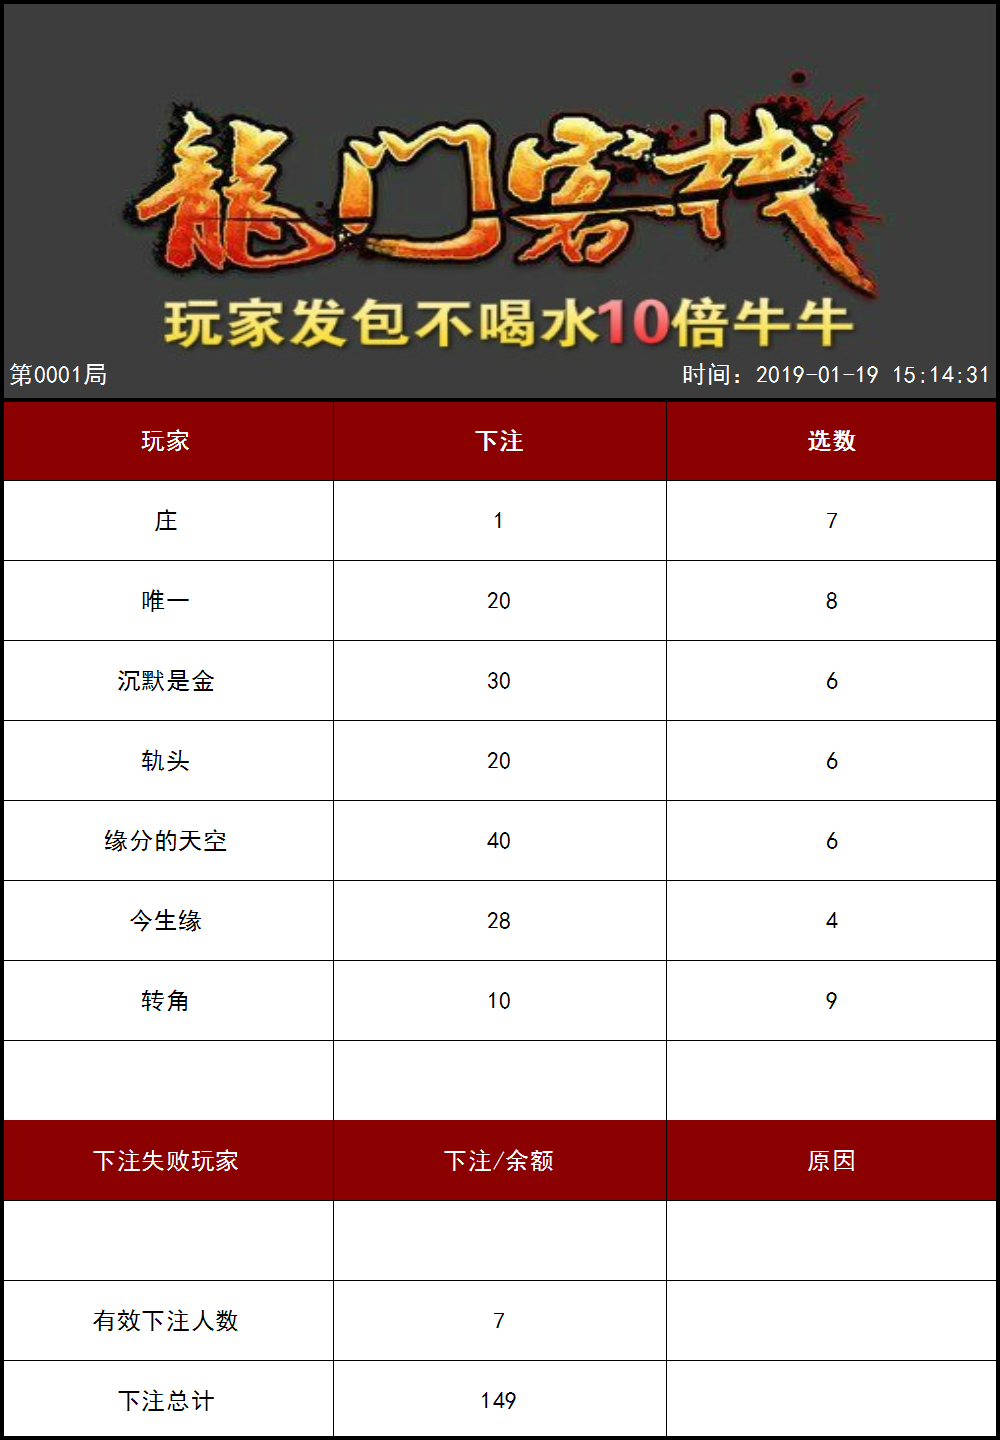 龍门客栈
玩家发包不喝水10倍牛牛
第0001局 时间：2019-01-19 15:14:31
玩家 下注 选数
庄 1 7
唯一 20 8
沉默是金 30 6
轨头 20 6
缘分的天空 40 6
今生缘 28 4
转角 10 9
下注失败玩家 下注/余额 原因
有效下注人数 7
下注总计 149